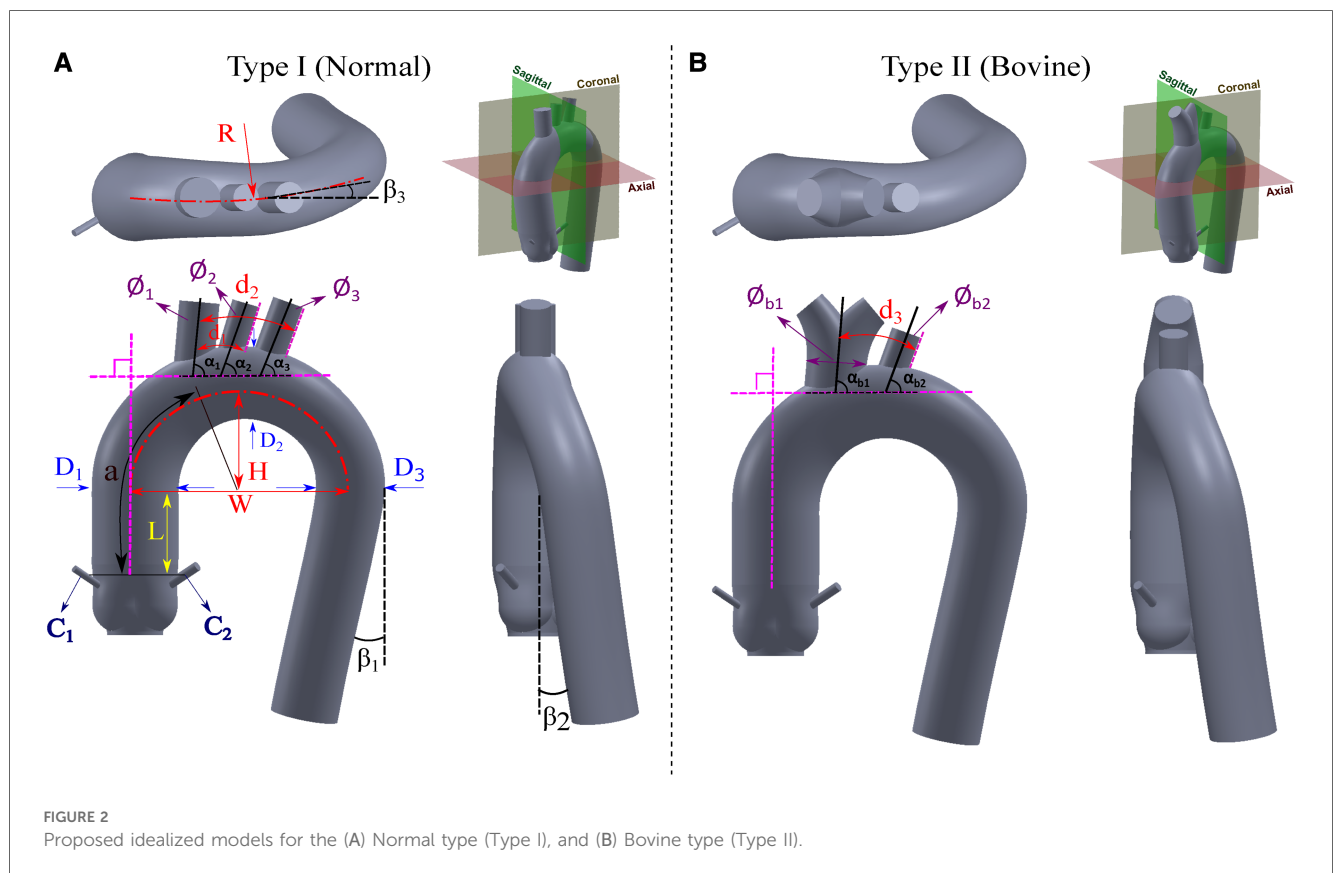 A
Type I (Normal)
R
β3
Sagittal
Coronal
Axial
Ø1
Ø2
d2
Ø3
d
α1
α2
α3
D1
a
D2
H
D3
W
L
C1
C2
β1
β2
B
Type II (Bovine)
Sagittal
Coronal
Axial
Øb1
d3
Øb2
αb1
αb2
FIGURE 2
Proposed idealized models for the (A) Normal type (Type I), and (B) Bovine type (Type II).